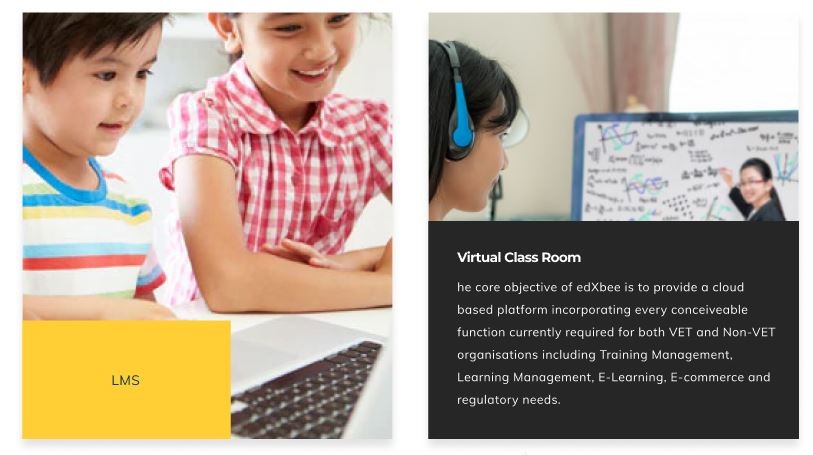 LMS
Virtual Class Room
he core objective of edXbee is to provide a cloud
based platform incorporating every conceiveable
function currently required for both VET and Non-VET
organisations including Training Management,
Learning Management, E-Learning, E-commerce and
regulatory needs.